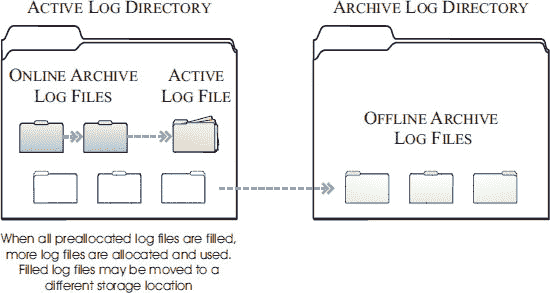 ACTIVE LOG DIRECTORY
ONLINE ARCHIVE
LOG FILES
ACTIVE
LOG FILE
When all preallocated log files are filled,
more log files are allocated and used.
Filled log files may be moved to a
different storage location
ARCHIVE LOG DIRECTORY
OFFLINE ARCHIVE
LOG FILES